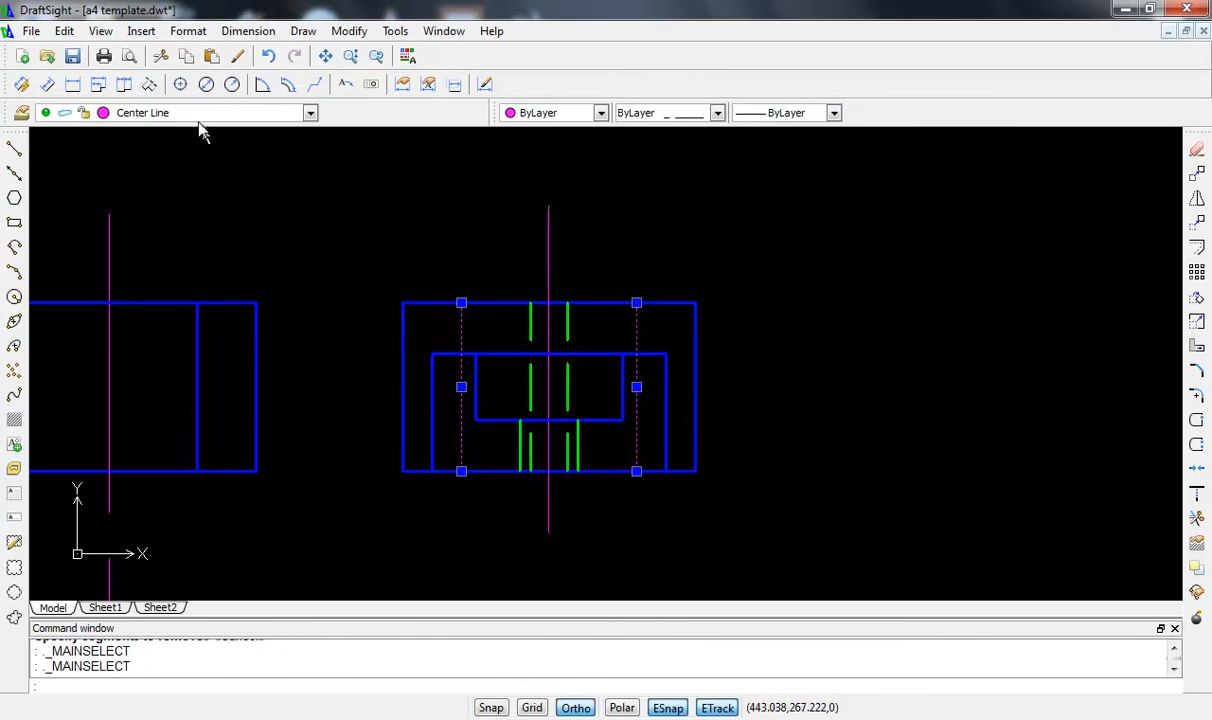 DraftSight - [a4 template.dwt*]
File Edit View Insert Format Dimension Draw Modify Tools Window Help
Center Line ByLayer ByLayer ByLayer
Y
X
Model Sheet1 Sheet2
Command window
: ._MAINSELECT
: ._MAINSELECT
:
Snap Grid Ortho Polar ESnap ETrack (443.038,267.222,0)